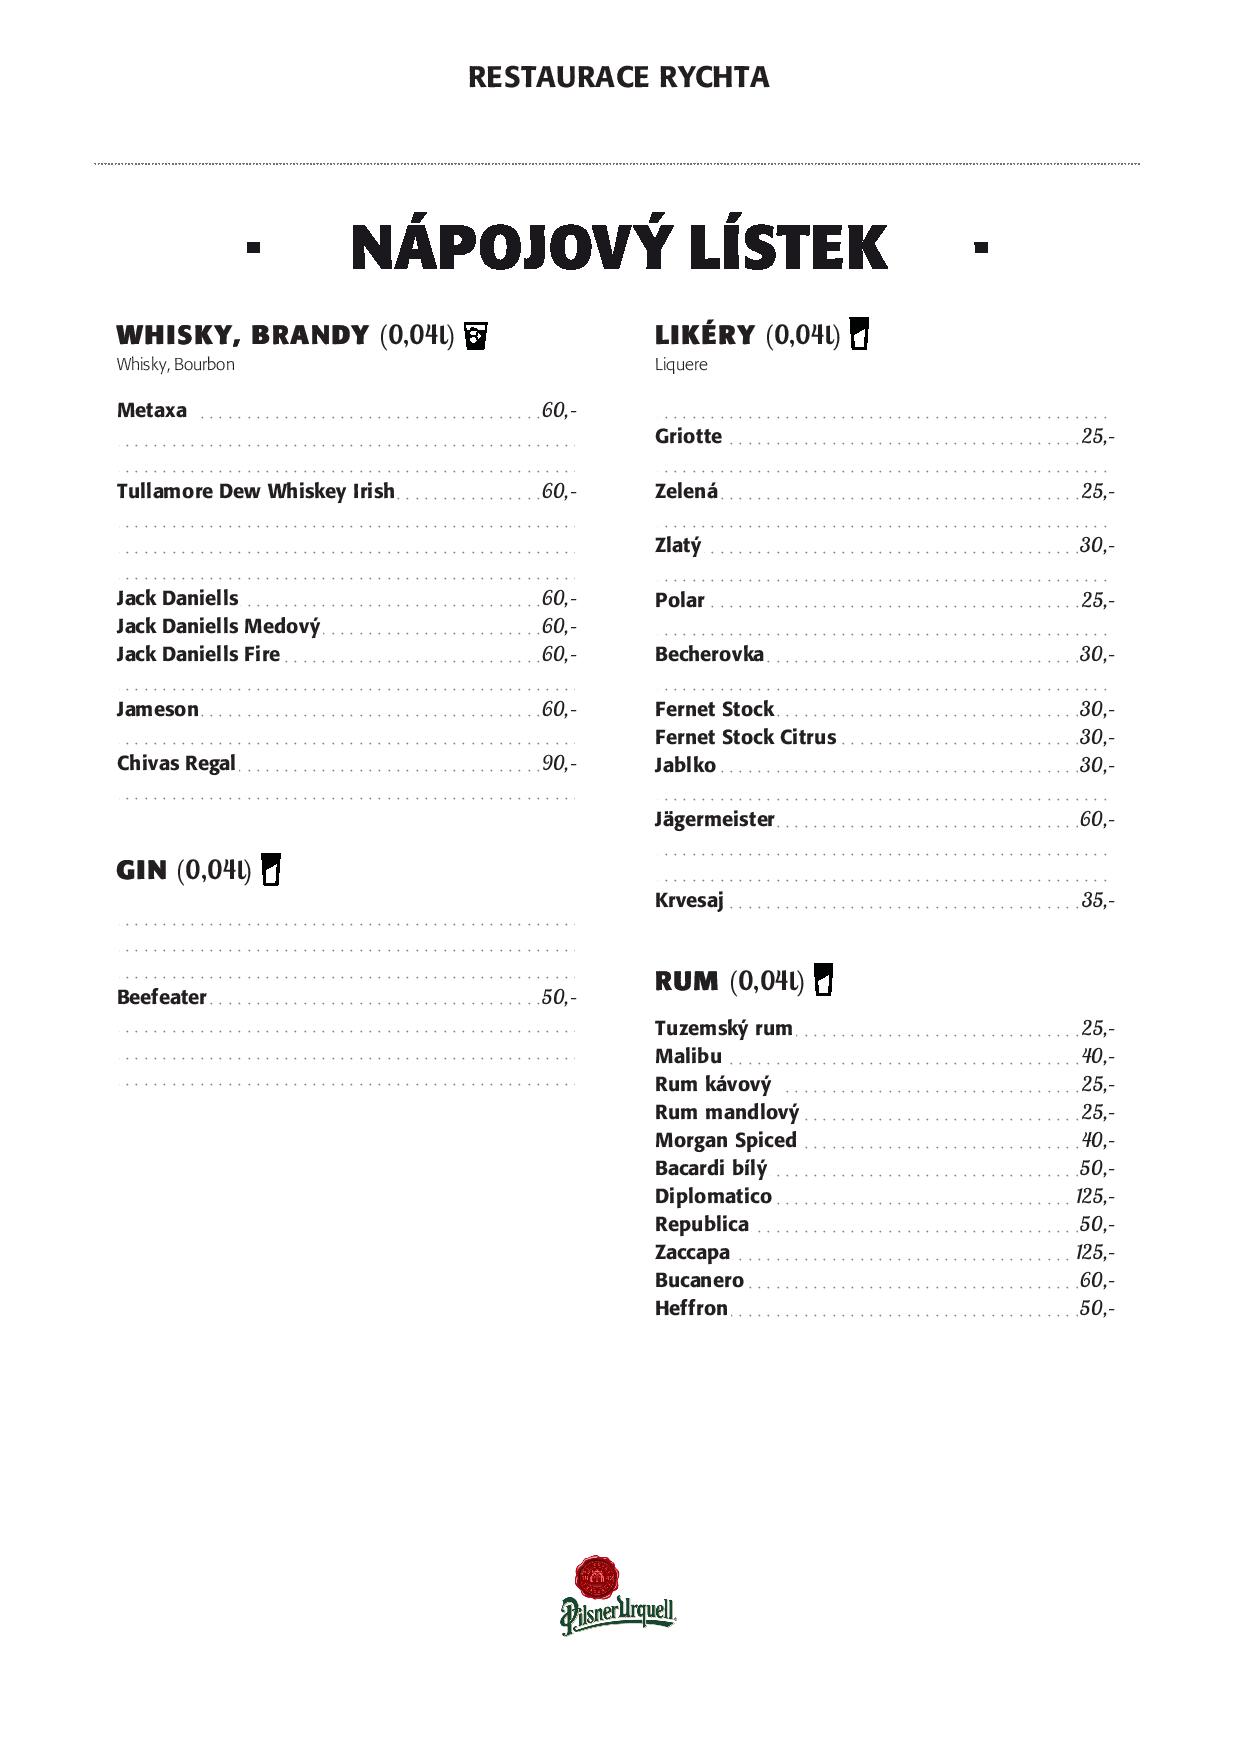 RESTAURACE RYCHTA
- NÁPOJOVÝ LÍSTEK -
WHISKY, BRANDY (0,04l)
Whisky, Bourbon
Metaxa 60,-
Tullamore Dew Whiskey Irish 60,-
Jack Daniells 60,-
Jack Daniells Medový 60,-
Jack Daniells Fire 60,-
Jameson 60,-
Chivas Regal 90,-
GIN (0,04l)
Beefeater 50,-
LIKÉRY (0,04l)
Liquere
Griotte 25,-
Zelená 25,-
Zlatý 30,-
Polar 25,-
Becherovka 30,-
Fernet Stock 30,-
Fernet Stock Citrus 30,-
Jablko 30,-
Jägermeister 60,-
Krvesaj 35,-
RUM (0,04l)
Tuzemský rum 25,-
Malibu 40,-
Rum kávový 25,-
Rum mandlový 25,-
Morgan Spiced 40,-
Bacardi bílý 50,-
Diplomatico 125,-
Republica 50,-
Zaccapa 125,-
Bucanero 60,-
Heffron 50,-
Pilsner Urquell